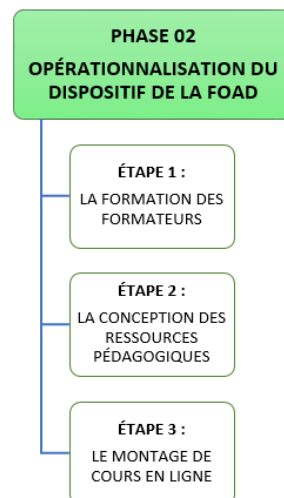 PHASE 02
OPÉRATIONNALISATION DU
DISPOSITIF DE LA FOAD
ÉTAPE 1 :
LA FORMATION DES
FORMATEURS
ÉTAPE 2 :
LA CONCEPTION DES
RESSOURCES
PÉDAGOGIQUES
ÉTAPE 3 :
LE MONTAGE DE
COURS EN LIGNE